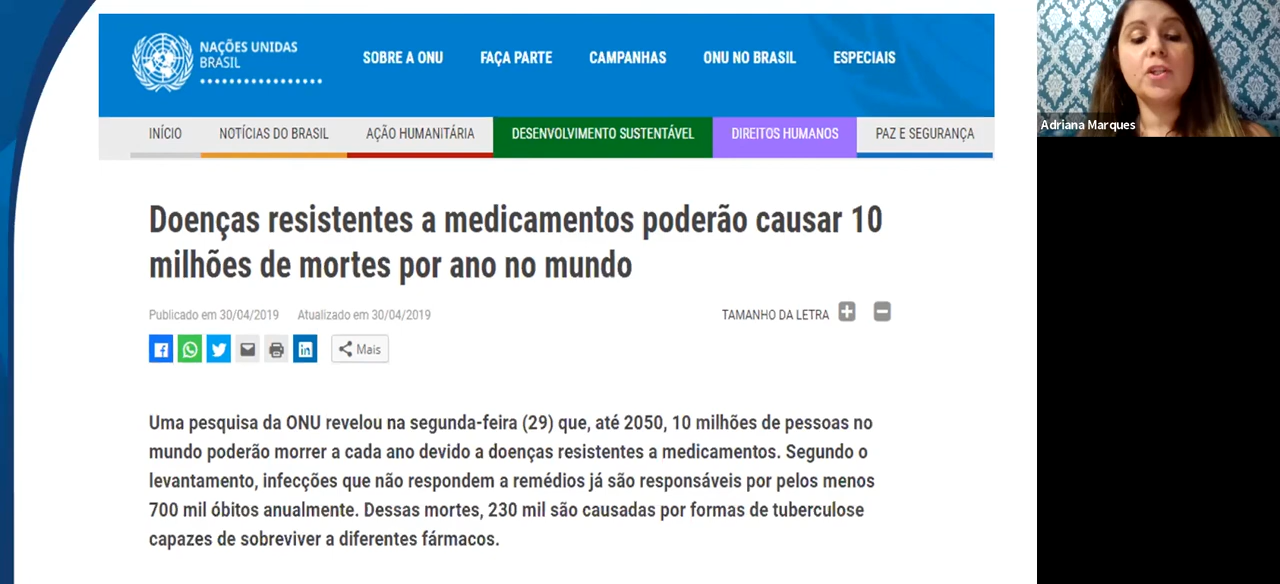 NAÇÕES UNIDAS
BRASIL
SOBRE A ONU
FAÇA PARTE
CAMPANHAS
ONU NO BRASIL
ESPECIAIS
Adriana Marques
INÍCIO
NOTÍCIAS DO BRASIL
AÇÃO HUMANITÁRIA
DESENVOLVIMENTO SUSTENTÁVEL
DIREITOS HUMANOS
PAZ E SEGURANÇA
Doenças resistentes a medicamentos poderão causar 10
milhões de mortes por ano no mundo
Publicado em 30/04/2019 Atualizado em 30/04/2019
TAMANHO DA LETRA
Mais
Uma pesquisa da ONU revelou na segunda-feira (29) que, até 2050, 10 milhões de pessoas no
mundo poderão morrer a cada ano devido a doenças resistentes a medicamentos. Segundo o
levantamento, infecções que não respondem a remédios já são responsáveis por pelos menos
700 mil óbitos anualmente. Dessas mortes, 230 mil são causadas por formas de tuberculose
capazes de sobreviver a diferentes fármacos.